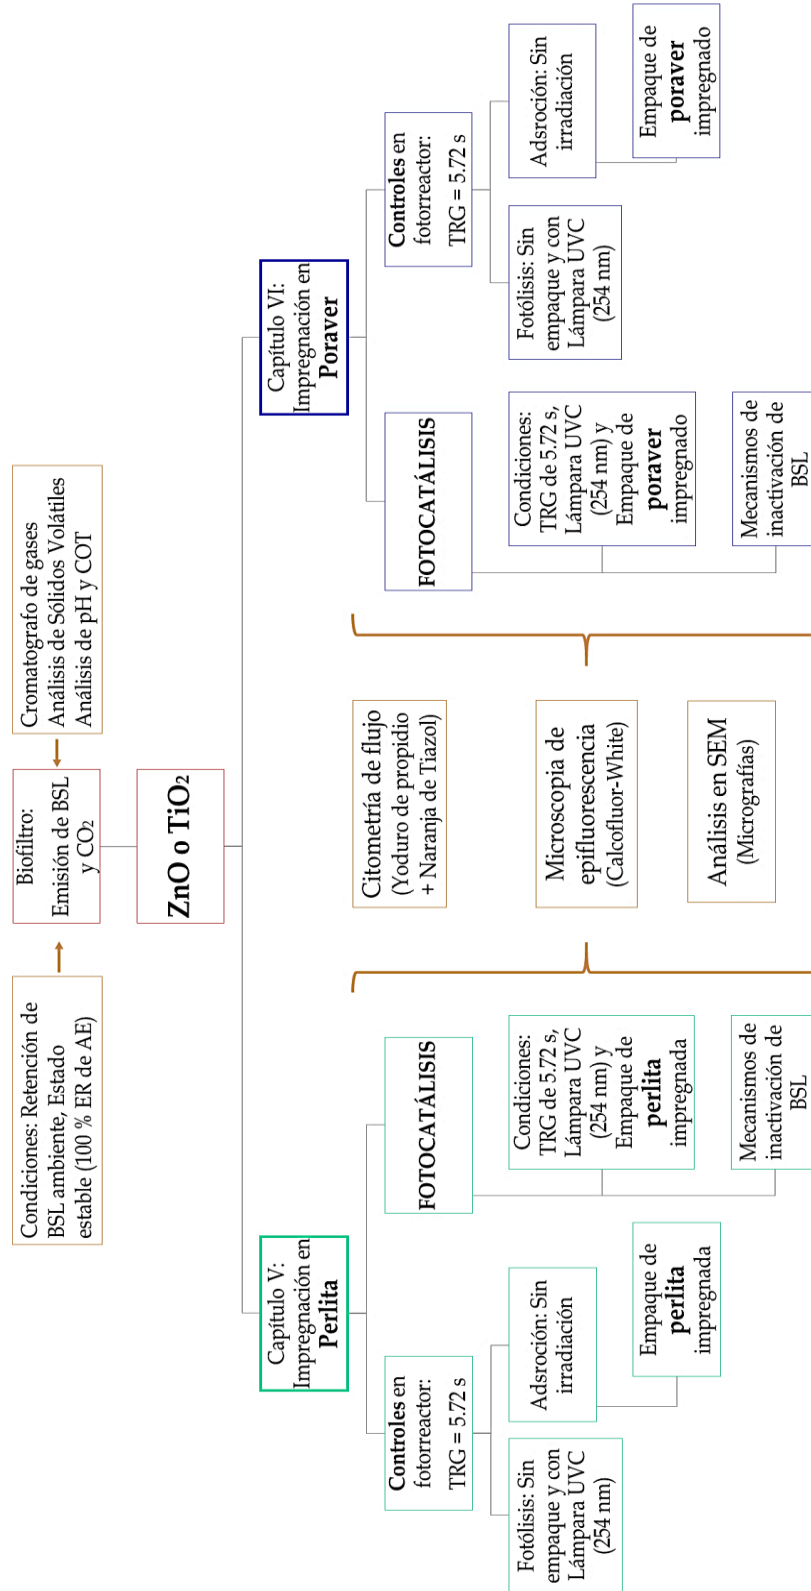 Condiciones: Retención de
BSL ambiente, Estado
estable (100 % ER de AE)
Biofiltro:
Emisión de BSL
y CO₂
Cromatografo de gases
Análisis de Sólidos Volátiles
Análisis de pH y COT
ZnO o TiO₂
Capítulo V:
Impregnación en
Perlita
Capítulo VI:
Impregnación en
Poraver
Controles en
fotorreactor:
TRG = 5.72 s
Fotólisis: Sin
empaque y con
Lámpara UVC
(254 nm)
Adsroción: Sin
irradiación
Empaque de
perlita
impregnada
FOTOCATÁLISIS
Condiciones:
TRG de 5.72 s,
Lámpara UVC
(254 nm) y
Empaque de
perlita
impregnada
Mecanismos de
inactivación de
BSL
Citometría de flujo
(Yoduro de propidio
+ Naranja de Tiazol)
Microscopia de
epifluorescencia
(Calcofluor-White)
Análisis en SEM
(Micrografías)
FOTOCATÁLISIS
Condiciones:
TRG de 5.72 s,
Lámpara UVC
(254 nm) y
Empaque de
poraver
impregnado
Mecanismos de
inactivación de
BSL
Controles en
fotorreactor:
TRG = 5.72 s
Fotólisis: Sin
empaque y con
Lámpara UVC
(254 nm)
Adsroción: Sin
irradiación
Empaque de
poraver
impregnado